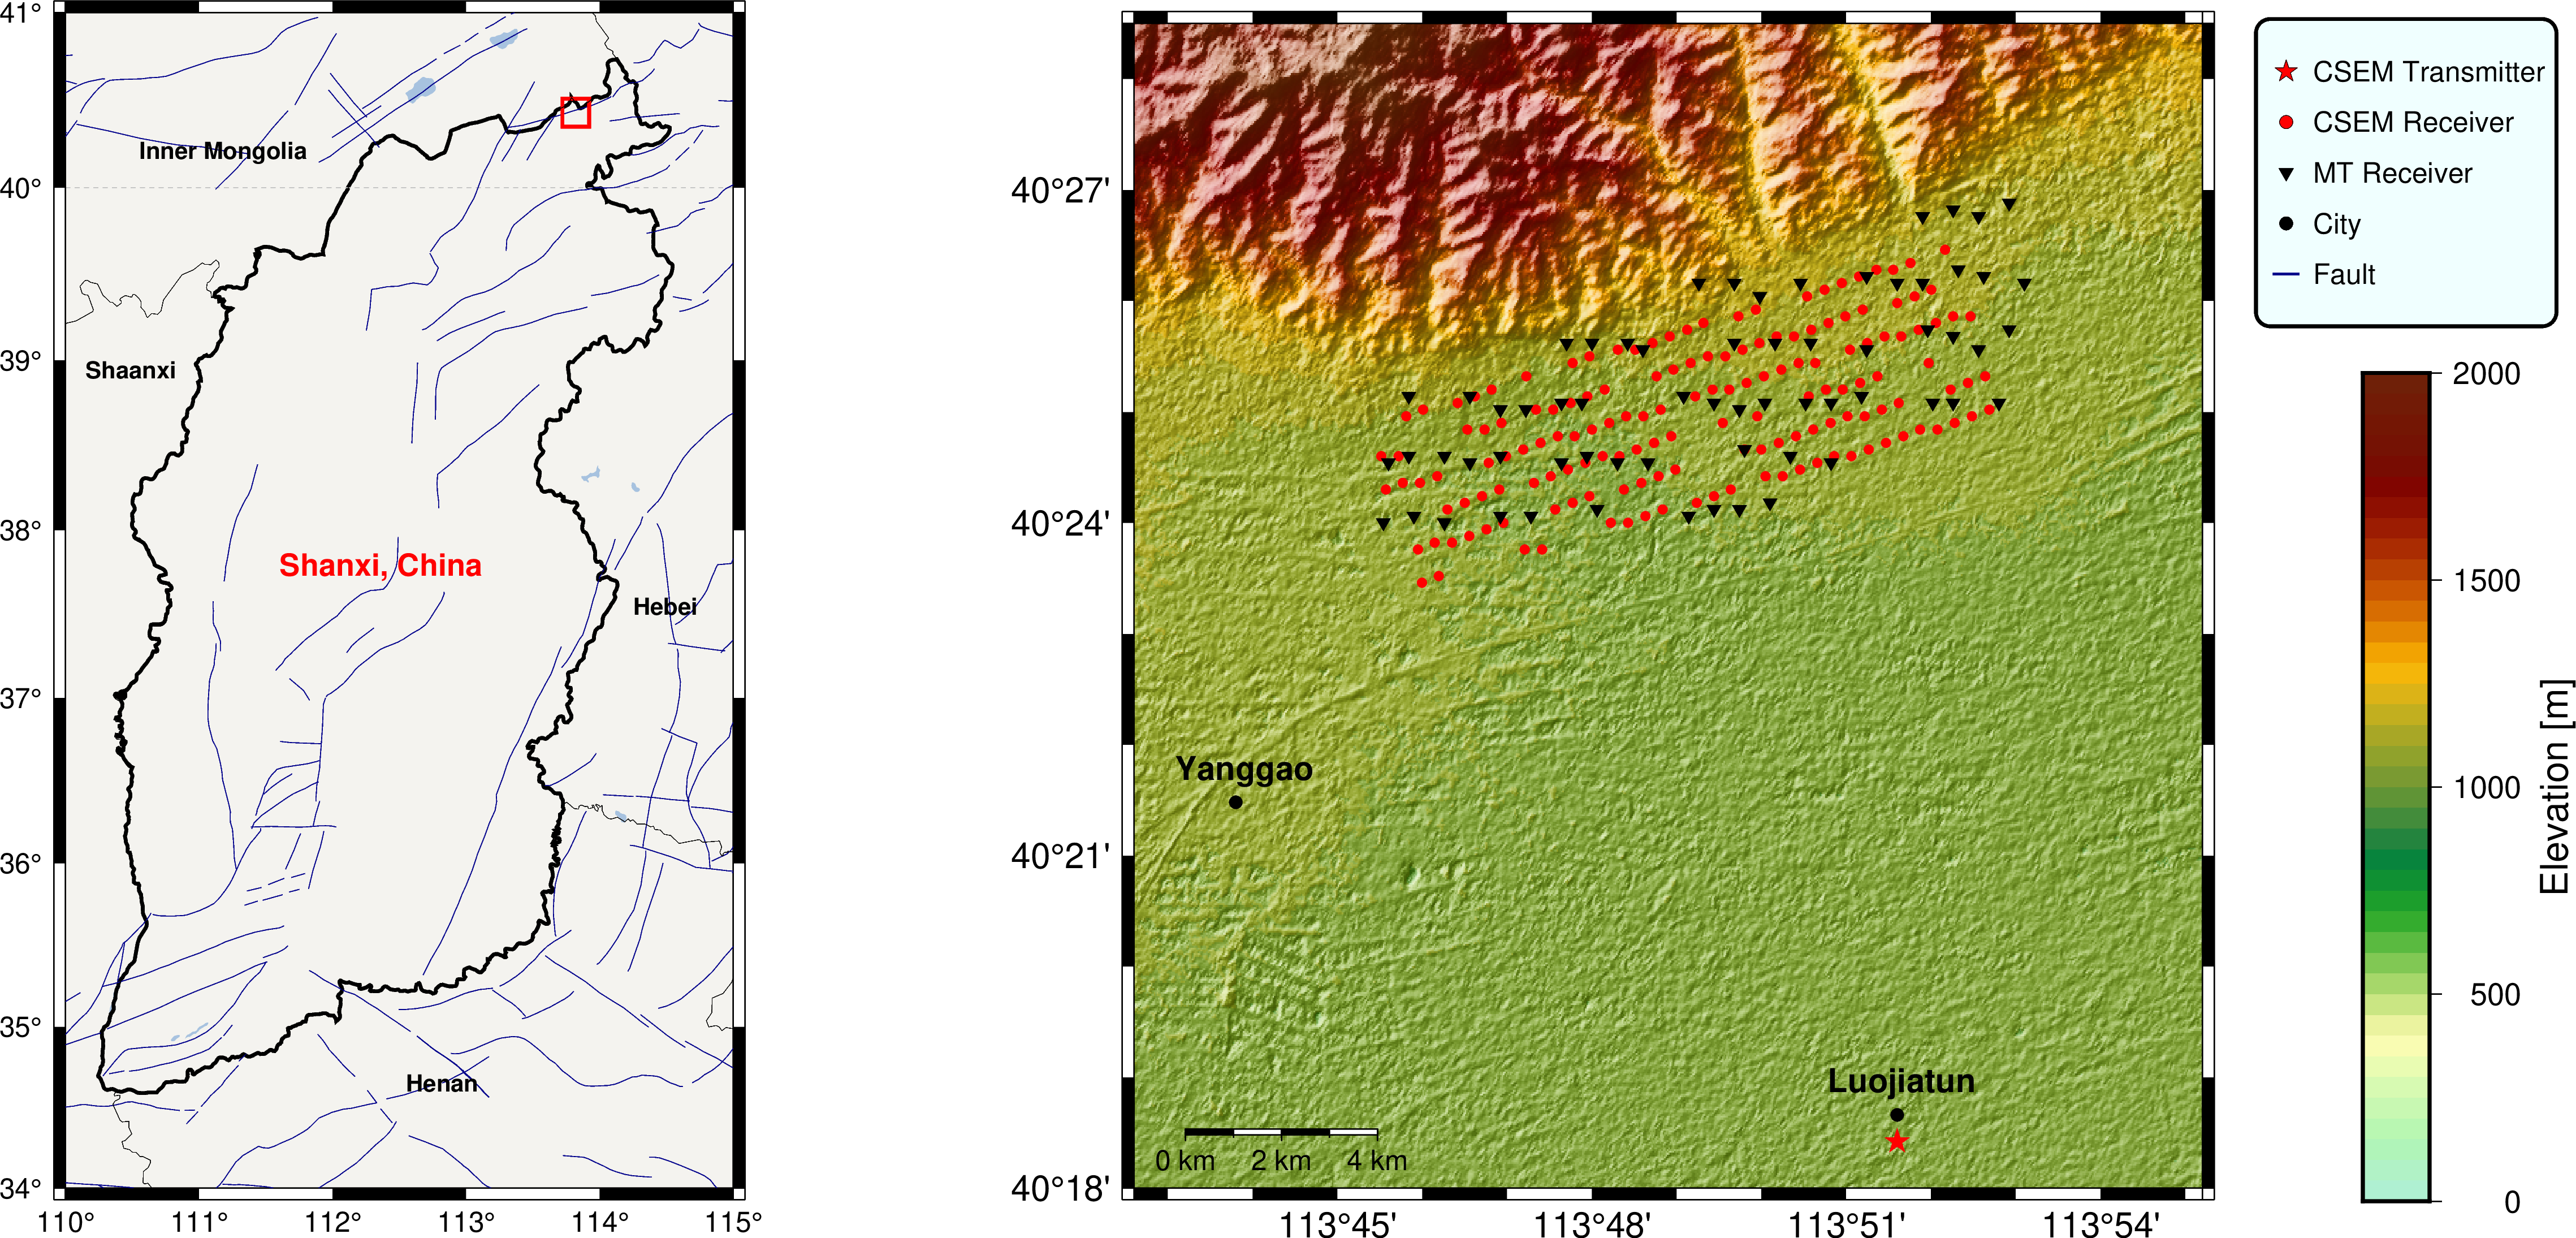 41°
40°
39°
38°
37°
36°
35°
34°
110°
111°
112°
113°
114°
115°
Inner Mongolia
Shaanxi
Shanxi, China
Hebei
Henan
40°27'
40°24'
40°21'
40°18'
113°45'
113°48'
113°51'
113°54'
Yanggao
Luojiatun
0 km
2 km
4 km
CSEM Transmitter
CSEM Receiver
MT Receiver
City
Fault
2000
1500
1000
500
0
Elevation [m]